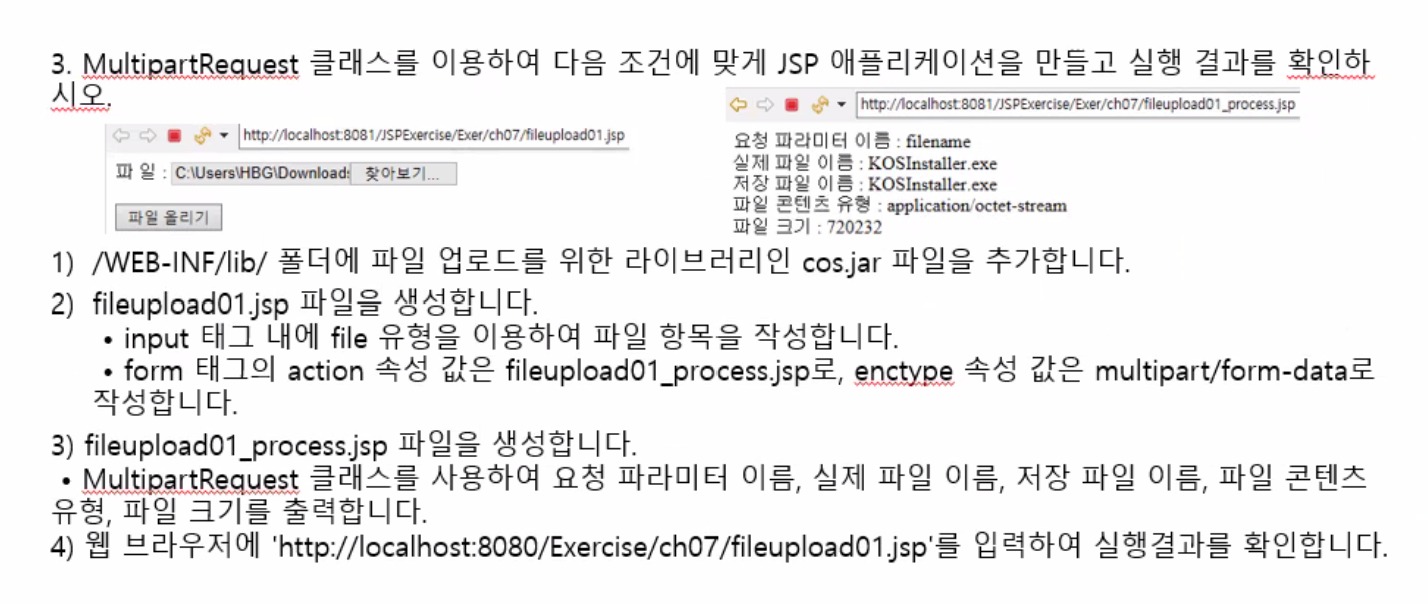 3. MultipartRequest 클래스를 이용하여 다음 조건에 맞게 JSP 애플리케이션을 만들고 실행 결과를 확인하
시오.
http://localhost:8081/JSPExercise/Exer/ch07/fileupload01.jsp
파 일 : C:\Users\HBG\Download 찾아보기...
파일 올리기
http://localhost:8081/JSPExercise/Exer/ch07/fileupload01_process.jsp
요청 파라미터 이름 : filename
실제 파일 이름 : KOSInstaller.exe
저장 파일 이름 : KOSInstaller.exe
파일 콘텐츠 유형 : application/octet-stream
파일 크기 : 720232
1) /WEB-INF/lib/ 폴더에 파일 업로드를 위한 라이브러리인 cos.jar 파일을 추가합니다.
2) fileupload01.jsp 파일을 생성합니다.
• input 태그 내에 file 유형을 이용하여 파일 항목을 작성합니다.
• form 태그의 action 속성 값은 fileupload01_process.jsp로, enctype 속성 값은 multipart/form-data로
작성합니다.
3) fileupload01_process.jsp 파일을 생성합니다.
• MultipartRequest 클래스를 사용하여 요청 파라미터 이름, 실제 파일 이름, 저장 파일 이름, 파일 콘텐츠
유형, 파일 크기를 출력합니다.
4) 웹 브라우저에 'http://localhost:8080/Exercise/ch07/fileupload01.jsp'를 입력하여 실행결과를 확인합니다.